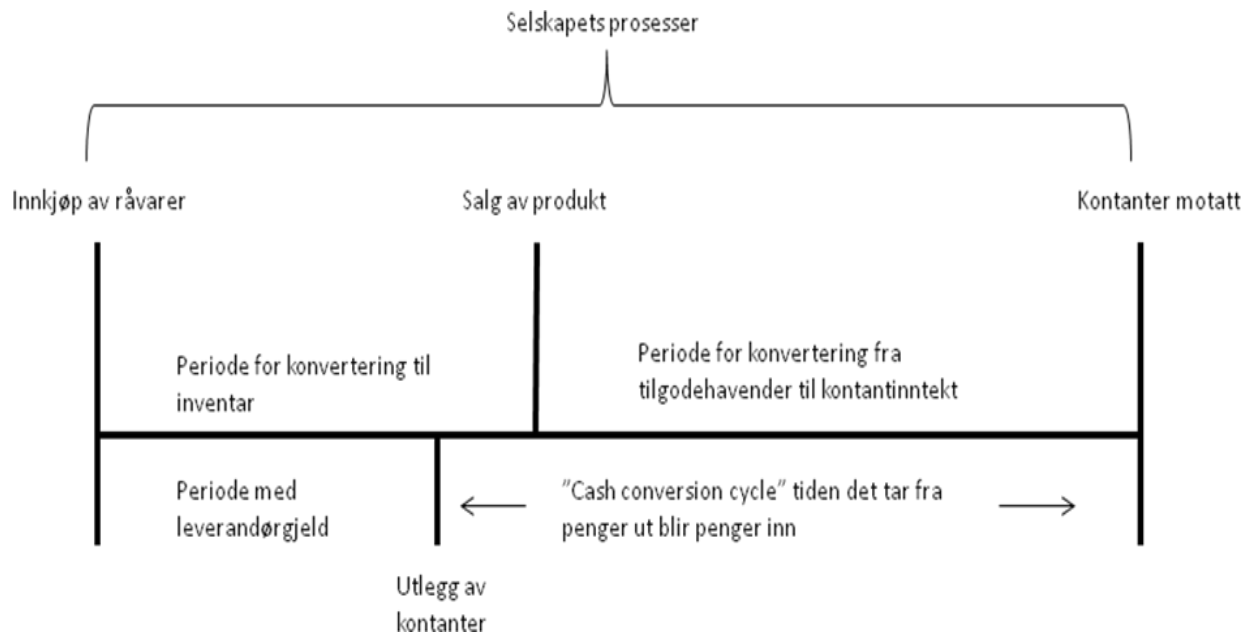 Selskapets prosesser
Innkjøp av råvarer
Salg av produkt
Kontanter motatt
Periode for konvertering til
inventar
Periode for konvertering fra
tilgodehavender til kontantinntekt
Periode med
leverandørgjeld
”Cash conversion cycle” tiden det tar fra
penger ut blir penger inn
Utlegg av
kontanter